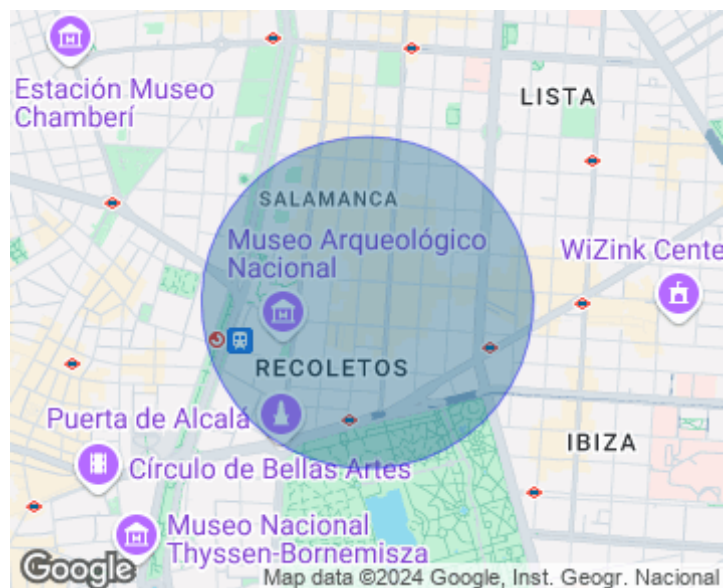 Estación Museo
Chamberí
LISTA
SALAMANCA
Museo Arqueológico
Nacional
WiZink Cente
RECOLETOS
Puerta de Alcalá
IBIZA
Círculo de Bellas Artes
Museo Nacional
Thyssen-Bornemisza
Google
Map data ©2024 Google, Inst. Geogr. Nacional